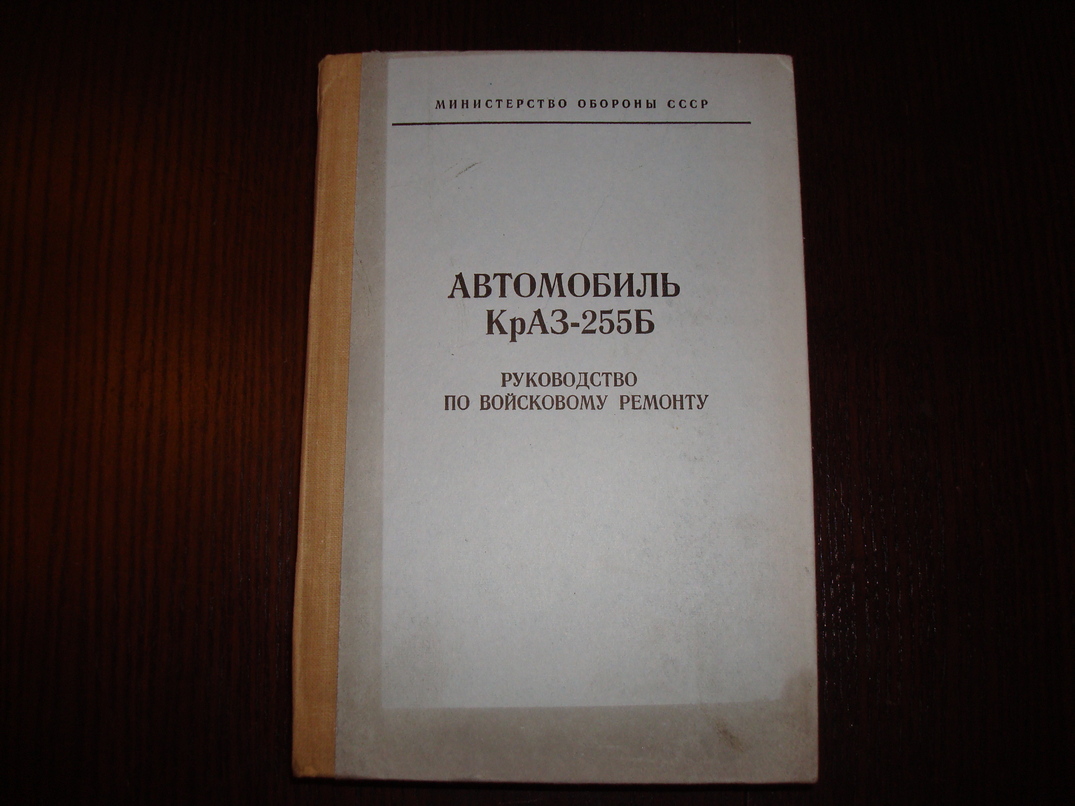 МИНИСТЕРСТВО ОБОРОНЫ СССР
АВТОМОБИЛЬ
КрАЗ-255Б
РУКОВОДСТВО
ПО ВОЙСКОВОМУ РЕМОНТУ